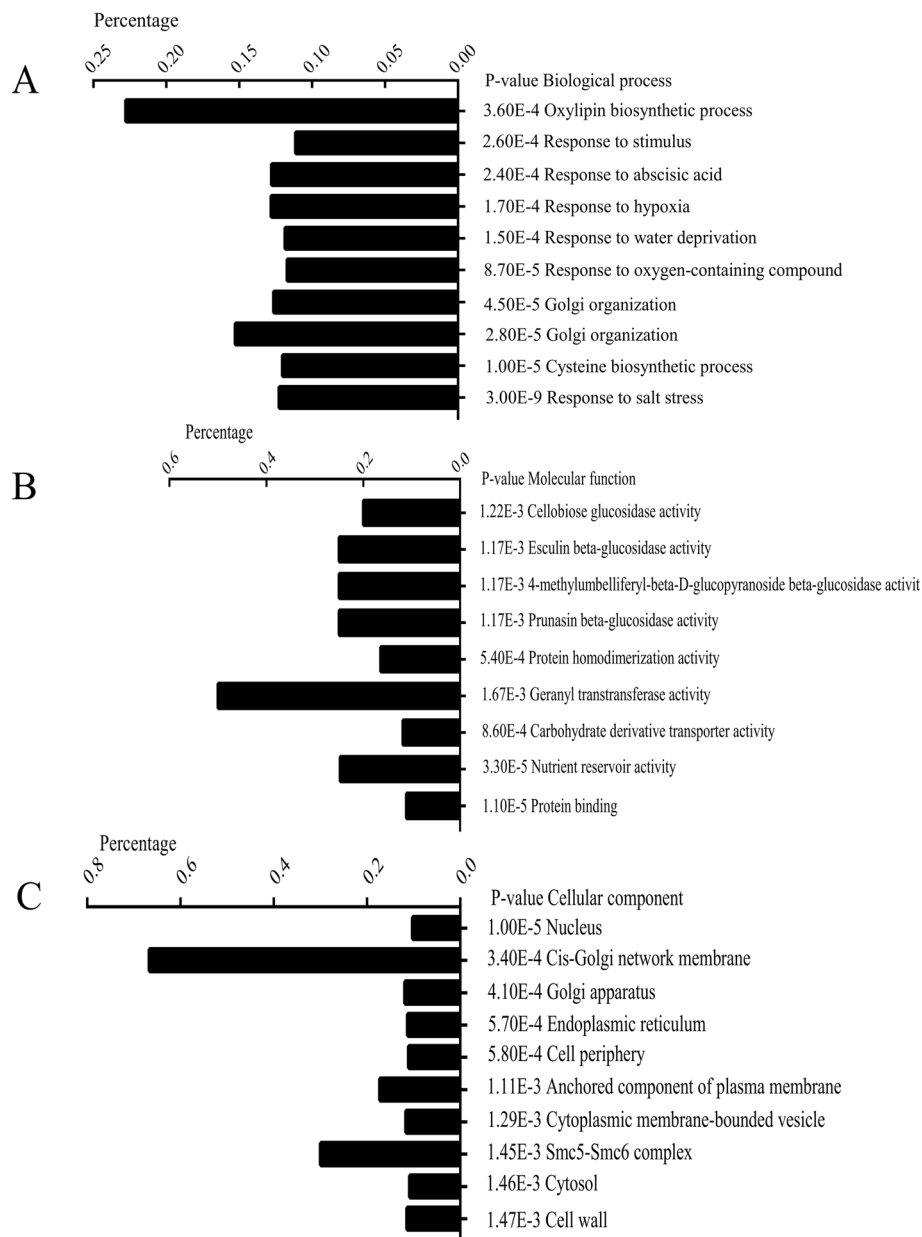 Percentage
0.25 0.20 0.15 0.10 0.05 0.00
A
P-value Biological process
3.60E-4 Oxylipin biosynthetic process
2.60E-4 Response to stimulus
2.40E-4 Response to abscisic acid
1.70E-4 Response to hypoxia
1.50E-4 Response to water deprivation
8.70E-5 Response to oxygen-containing compound
4.50E-5 Golgi organization
2.80E-5 Golgi organization
1.00E-5 Cysteine biosynthetic process
3.00E-9 Response to salt stress
Percentage
0.6 0.4 0.2 0.0
B
P-value Molecular function
1.22E-3 Cellobiose glucosidase activity
1.17E-3 Esculin beta-glucosidase activity
1.17E-3 4-methylumbelliferyl-beta-D-glucopyranoside beta-glucosidase activit
1.17E-3 Prunasin beta-glucosidase activity
5.40E-4 Protein homodimerization activity
1.67E-3 Geranyl transtransferase activity
8.60E-4 Carbohydrate derivative transporter activity
3.30E-5 Nutrient reservoir activity
1.10E-5 Protein binding
Percentage
0.8 0.6 0.4 0.2 0.0
C
P-value Cellular component
1.00E-5 Nucleus
3.40E-4 Cis-Golgi network membrane
4.10E-4 Golgi apparatus
5.70E-4 Endoplasmic reticulum
5.80E-4 Cell periphery
1.11E-3 Anchored component of plasma membrane
1.29E-3 Cytoplasmic membrane-bounded vesicle
1.45E-3 Smc5-Smc6 complex
1.46E-3 Cytosol
1.47E-3 Cell wall